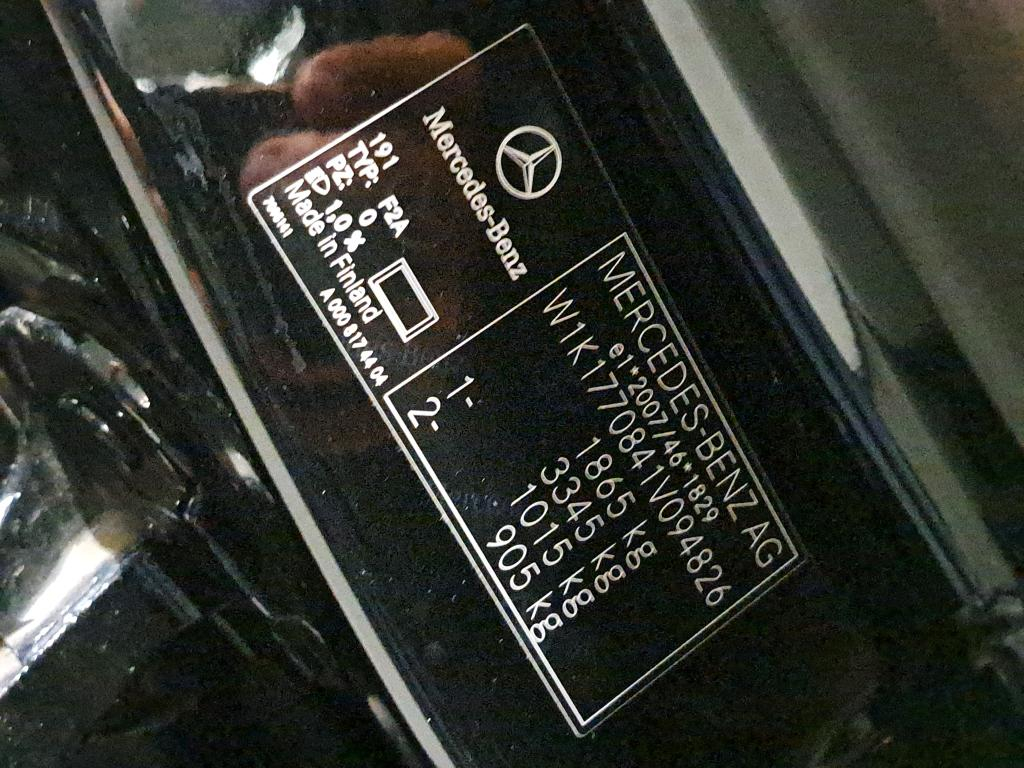 Mercedes-Benz
MERCEDES-BENZ AG
e1*2007/46*1829
W1K1770841V094826
1865 kg
3345 kg
1- 1015 kg
2- 905 kg
191
TYP: F2A
PZ: 0
1,0 %
Made in Finland
A 000 817 44 04